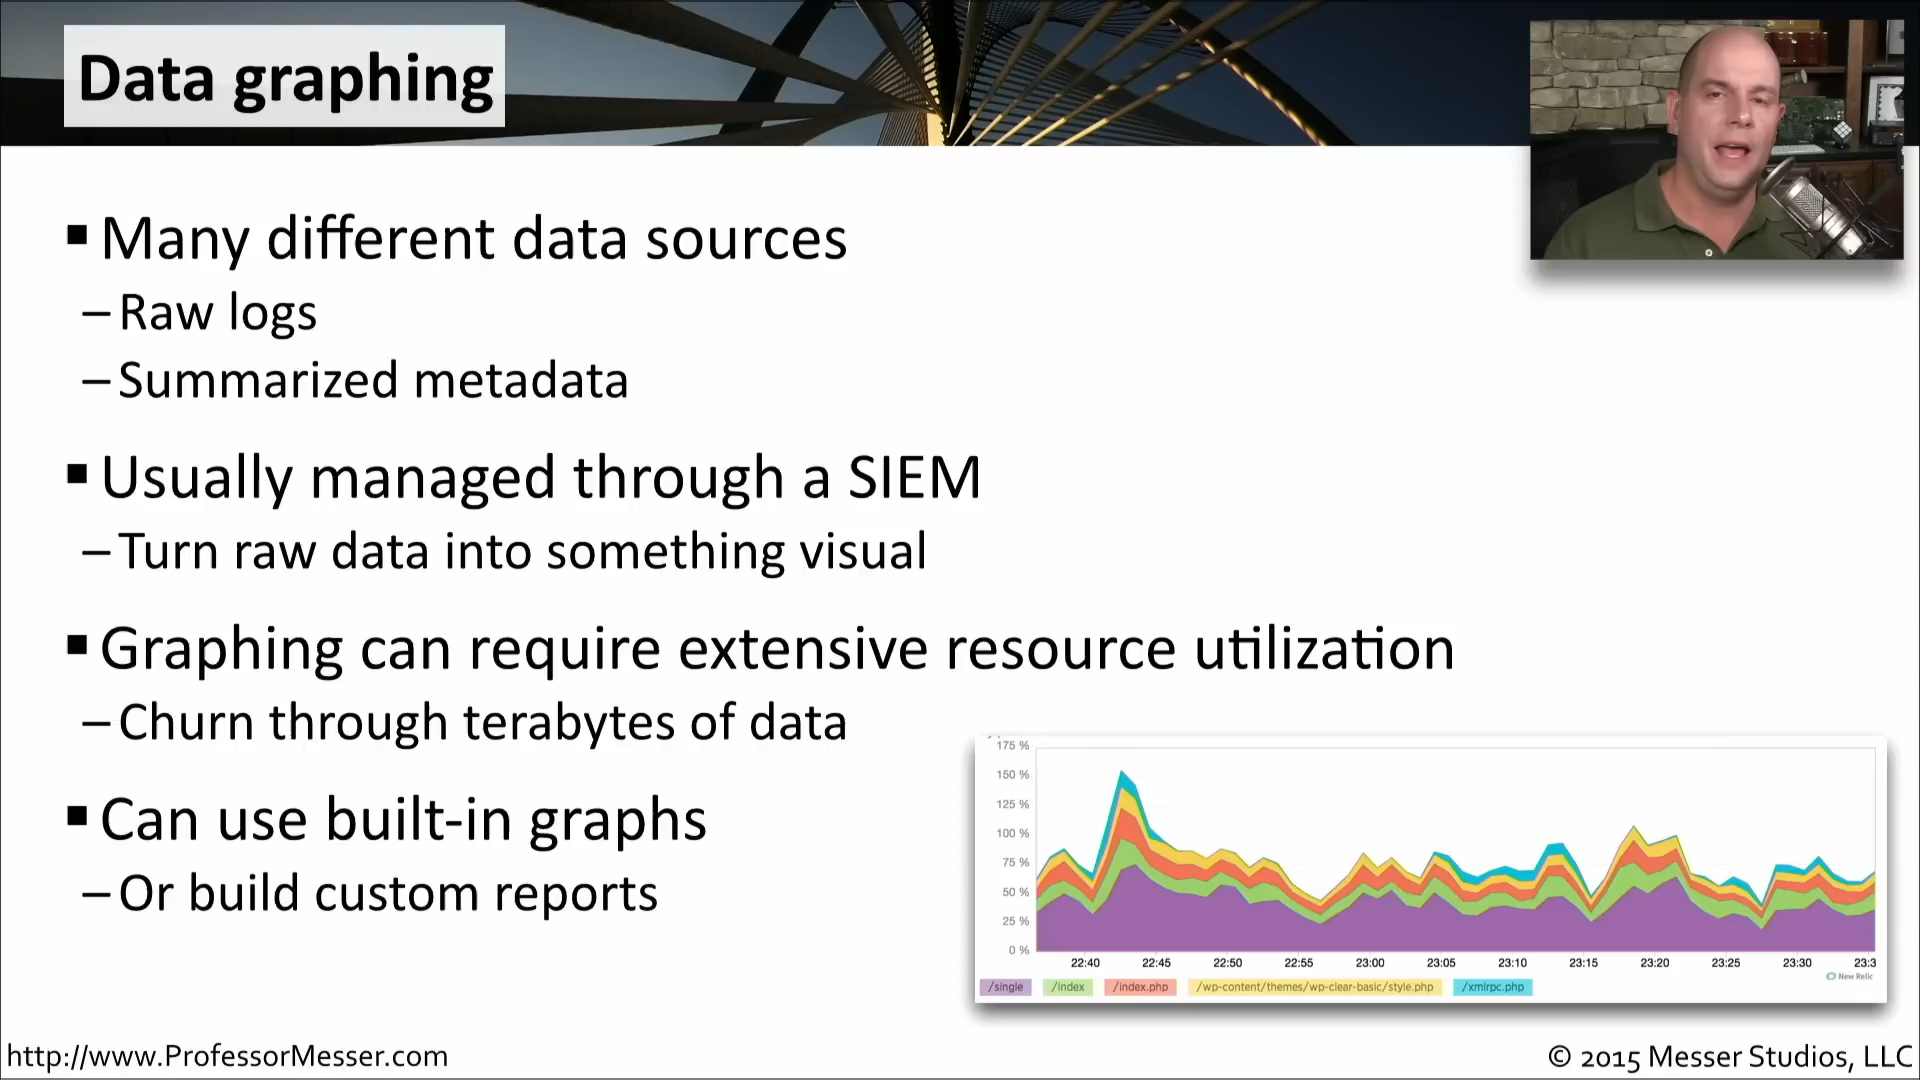 Data graphing
▪ Many different data sources
– Raw logs
– Summarized metadata
▪ Usually managed through a SIEM
– Turn raw data into something visual
▪ Graphing can require extensive resource utilization
– Churn through terabytes of data
▪ Can use built-in graphs
– Or build custom reports
175 %
150 %
125 %
100 %
75 %
50 %
25 %
0 %
22:40 22:45 22:50 22:55 23:00 23:05 23:10 23:15 23:20 23:25 23:30 23:3
New Relic
/single /index /index.php /wp-content/themes/wp-clear-basic/style.php /xmlrpc.php
http://www.ProfessorMesser.com
© 2015 Messer Studios, LLC